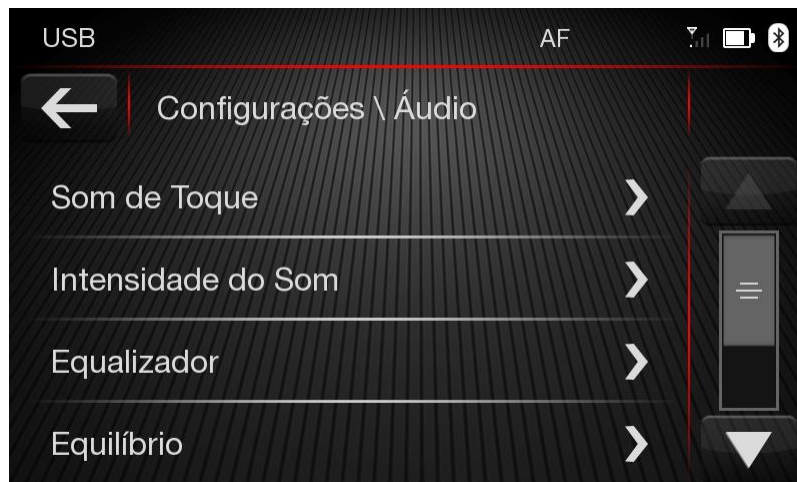 USB AF
Configurações \ Áudio
Som de Toque
Intensidade do Som
Equalizador
Equilíbrio